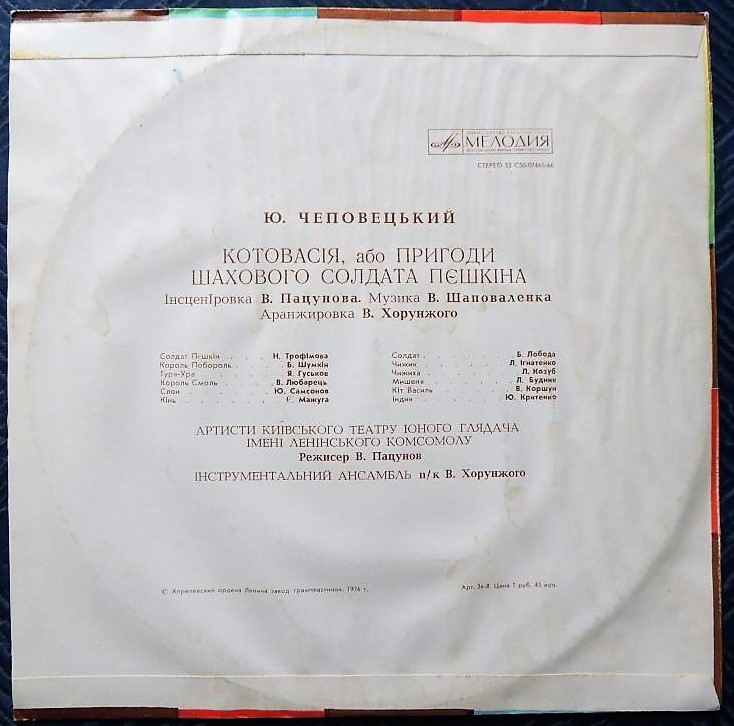 МЕЛОДИЯ
СТЕРЕО 33 С50-07465-66
Ю. ЧЕПОВЕЦЬКИЙ
КОТОВАСІЯ, або ПРИГОДИ
ШАХОВОГО СОЛДАТА ПЄШКІНА
Інсценіровка В. Пацунова. Музика В. Шаповаленка
Аранжировка В. Хорунжого
Солдат Пєшкін . . . Н. Трофімова
Король Побораль . . . Б. Шумкін
Тура-Ура . . . Я. Гуськов
Король Смоль . . . В. Любарець
Слон . . . Ю. Самсонов
Кінь . . . Є. Мажуга
Солдат . . . Б. Лобода
Чижик . . . Л. Ігнатенко
Чижиха . . . Л. Козуб
Мишеня . . . Л. Будник
Кіт Василь . . . В. Коршун
Індик . . . Ю. Критенко
АРТИСТИ КИЇВСЬКОГО ТЕАТРУ ЮНОГО ГЛЯДАЧА
ІМЕНІ ЛЕНІНСЬКОГО КОМСОМОЛУ
Режисер В. Пацунов
ІНСТРУМЕНТАЛЬНИЙ АНСАМБЛЬ п/к В. Хорунжого
© Апрелевский ордена Ленина завод грампластинок, 1976 г.
Арт. 36-8. Цена 1 руб. 45 коп.